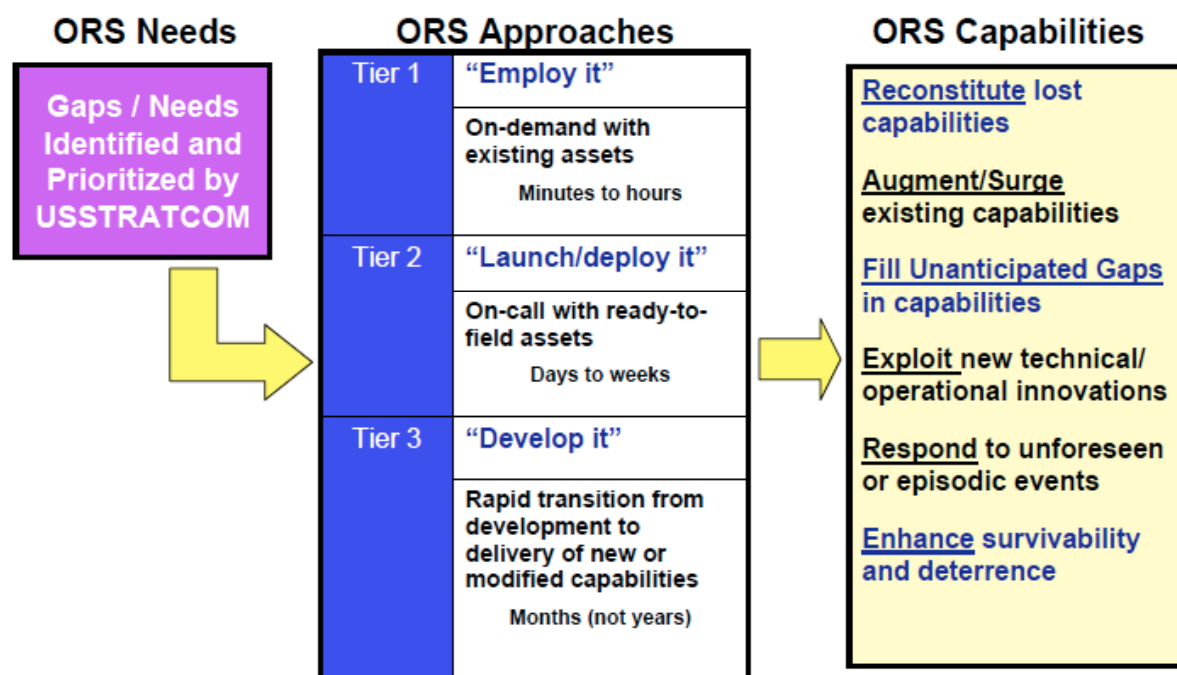 ORS Needs
Gaps / Needs
Identified and
Prioritized by
USSTRATCOM
ORS Approaches
Tier 1
“Employ it”
On-demand with
existing assets
Minutes to hours
Tier 2
“Launch/deploy it”
On-call with ready-to-
field assets
Days to weeks
Tier 3
“Develop it”
Rapid transition from
development to
delivery of new or
modified capabilities
Months (not years)
ORS Capabilities
Reconstitute lost
capabilities
Augment/Surge
existing capabilities
Fill Unanticipated Gaps
in capabilities
Exploit new technical/
operational innovations
Respond to unforeseen
or episodic events
Enhance survivability
and deterrence